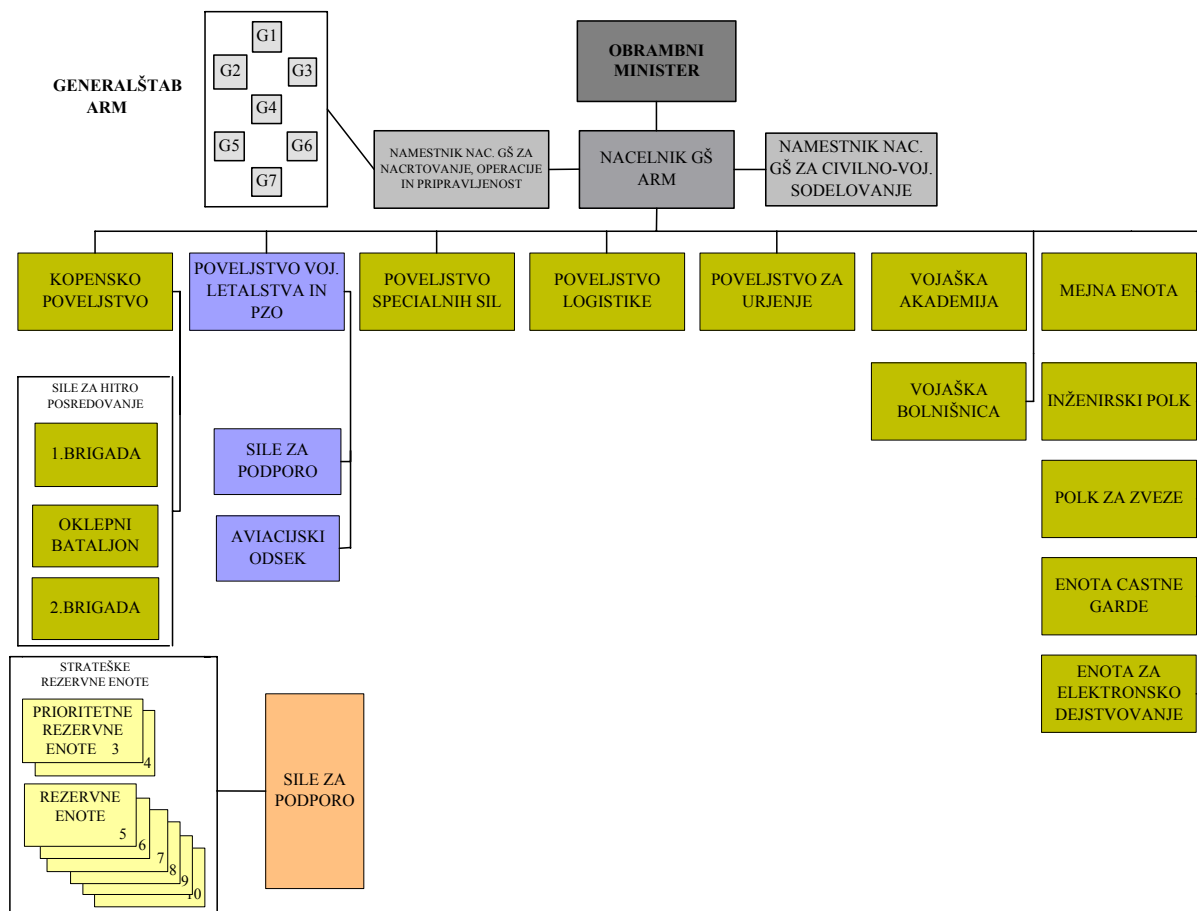 GENERALŠTAB
ARM
G1
G2
G3
G4
G5
G6
G7
OBRAMBNI
MINISTER
NAMESTNIK NAC. GŠ ZA
NACRTOVANJE, OPERACIJE
IN PRIPRAVLJENOST
NACELNIK GŠ
ARM
NAMESTNIK NAC.
GŠ ZA CIVILNO-VOJ.
SODELOVANJE
KOPENSKO
POVELJSTVO
POVELJSTVO VOJ.
LETALSTVA IN
PZO
POVELJSTVO
SPECIALNIH SIL
POVELJSTVO
LOGISTIKE
POVELJSTVO ZA
URJENJE
VOJAŠKA
AKADEMIJA
MEJNA ENOTA
SILE ZA HITRO
POSREDOVANJE
1.BRIGADA
OKLEPNI
BATALJON
2.BRIGADA
SILE ZA
PODPORO
AVIACIJSKI
ODSEK
VOJAŠKA
BOLNIŠNICA
INŽENIRSKI POLK
POLK ZA ZVEZE
ENOTA CASTNE
GARDE
ENOTA ZA
ELEKTRONSKO
DEJSTVOVANJE
STRATEŠKE
REZERVNE ENOTE
PRIORITETNE
REZERVNE
ENOTE 3
4
REZERVNE
ENOTE
5
6
7
8
9
10
SILE ZA
PODPORO